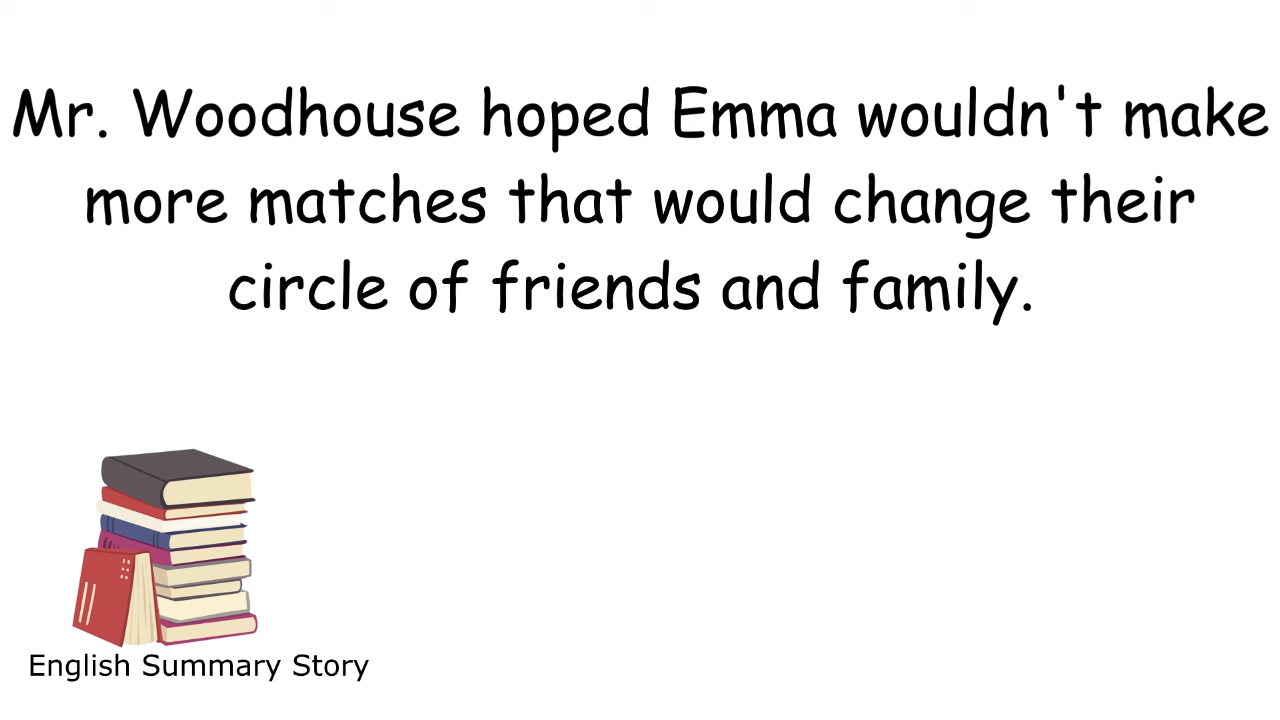 Mr. Woodhouse hoped Emma wouldn't make
more matches that would change their
circle of friends and family.
English Summary Story